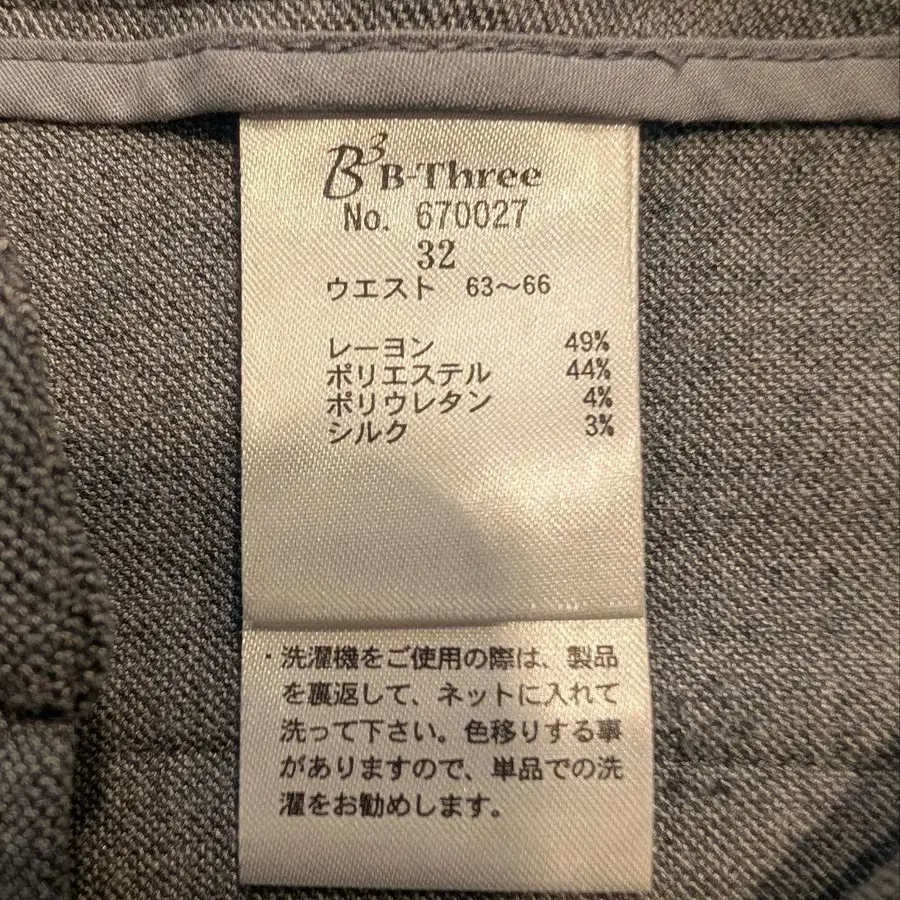 B³ B-Three
No. 670027
32
ウエスト 63～66
レーヨン 49%
ポリエステル 44%
ポリウレタン 4%
シルク 3%
・洗濯機をご使用の際は、製品
を裏返して、ネットに入れて
洗って下さい。色移りする事
がありますので、単品での洗
濯をお勧めします。